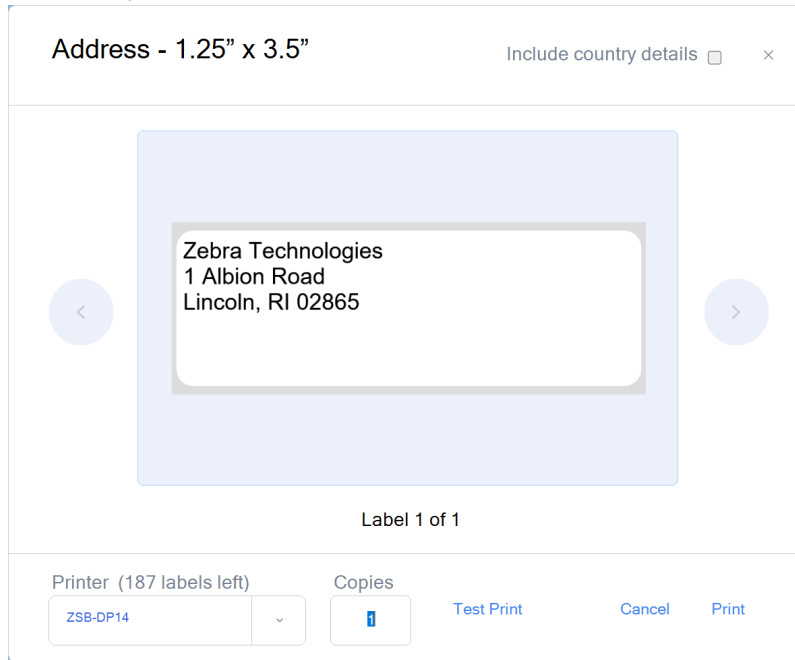 Address - 1.25” x 3.5”
Include country details
Zebra Technologies
1 Albion Road
Lincoln, RI 02865
Label 1 of 1
Printer (187 labels left)
Copies
ZSB-DP14
1
Test Print
Cancel
Print